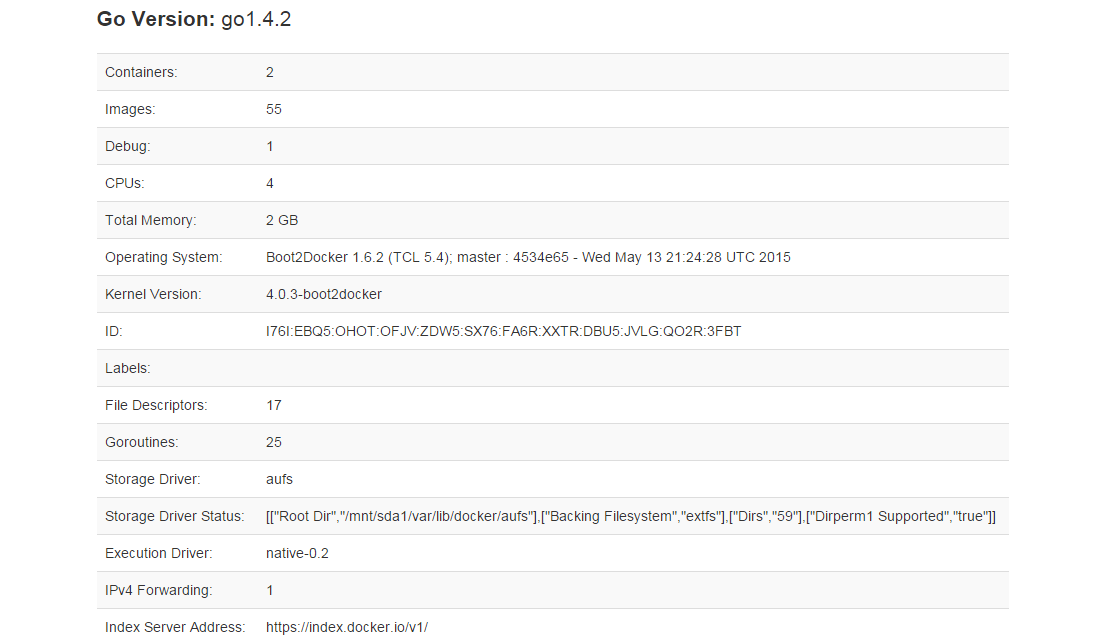 Go Version: go1.4.2
Containers: 2
Images: 55
Debug: 1
CPUs: 4
Total Memory: 2 GB
Operating System: Boot2Docker 1.6.2 (TCL 5.4); master : 4534e65 - Wed May 13 21:24:28 UTC 2015
Kernel Version: 4.0.3-boot2docker
ID: I76I:EBQ5:OHOT:OFJV:ZDW5:SX76:FA6R:XXTR:DBU5:JVLG:QO2R:3FBT
Labels:
File Descriptors: 17
Goroutines: 25
Storage Driver: aufs
Storage Driver Status: [["Root Dir","/mnt/sda1/var/lib/docker/aufs"],["Backing Filesystem","extfs"],["Dirs","59"],["Dirperm1 Supported","true"]]
Execution Driver: native-0.2
IPv4 Forwarding: 1
Index Server Address: https://index.docker.io/v1/